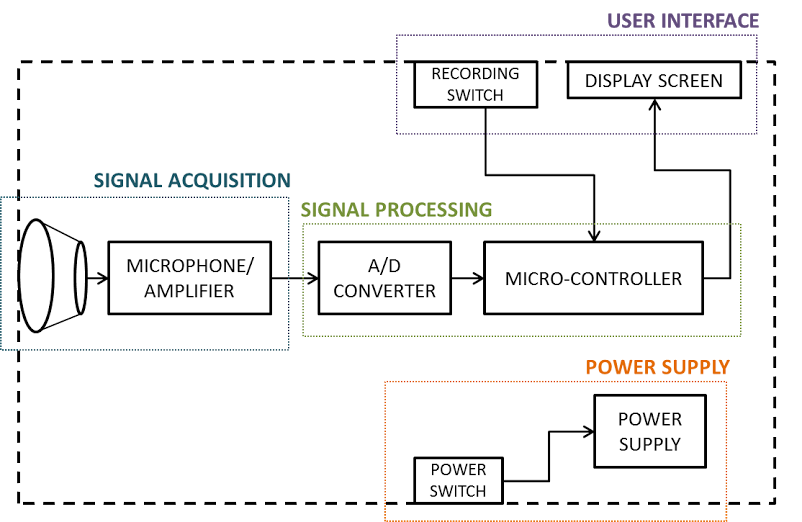 USER INTERFACE
RECORDING
SWITCH
DISPLAY SCREEN
SIGNAL ACQUISITION
SIGNAL PROCESSING
MICROPHONE/
AMPLIFIER
A/D
CONVERTER
MICRO-CONTROLLER
POWER SUPPLY
POWER
SUPPLY
POWER
SWITCH